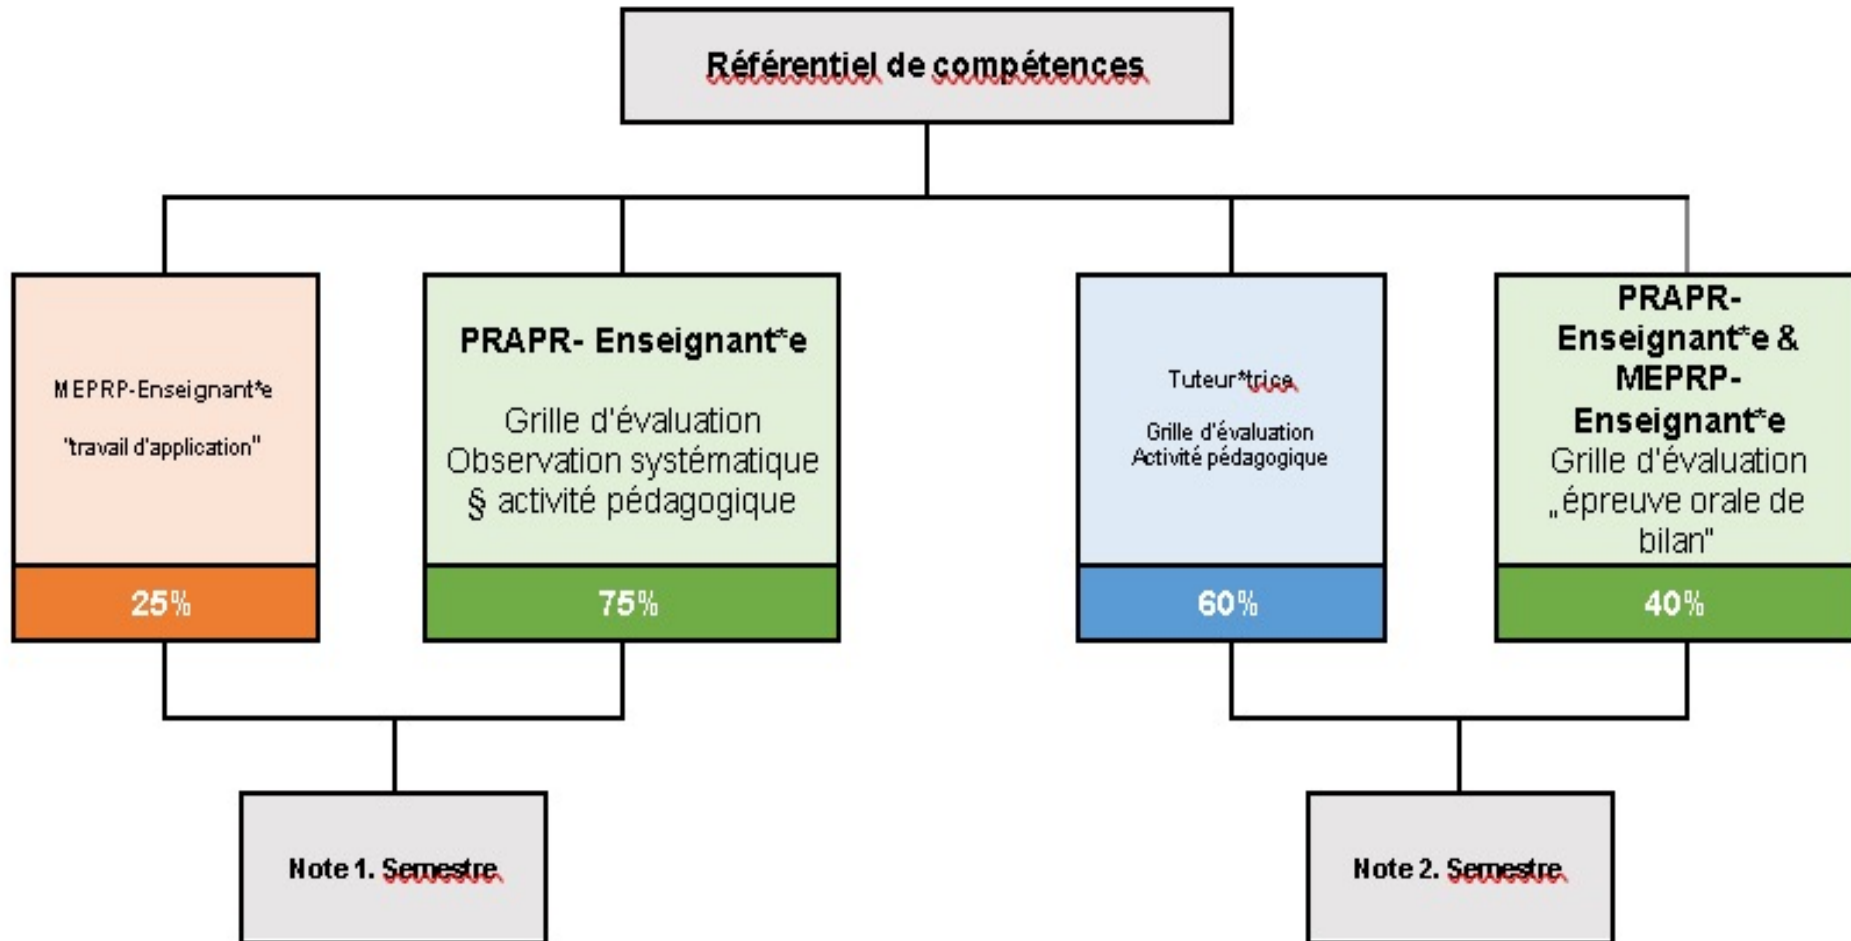 Référentiel de compétences
MEPRP-Enseignant*e
"travail d'application"
25%
PRAPR- Enseignant*e
Grille d'évaluation
Observation systématique
§ activité pédagogique
75%
Tuteur*trice
Grille d'évaluation
Activité pédagogique
60%
PRAPR-
Enseignant*e &
MEPRP-
Enseignant*e
Grille d'évaluation
„épreuve orale de
bilan"
40%
Note 1. Semestre
Note 2. Semestre